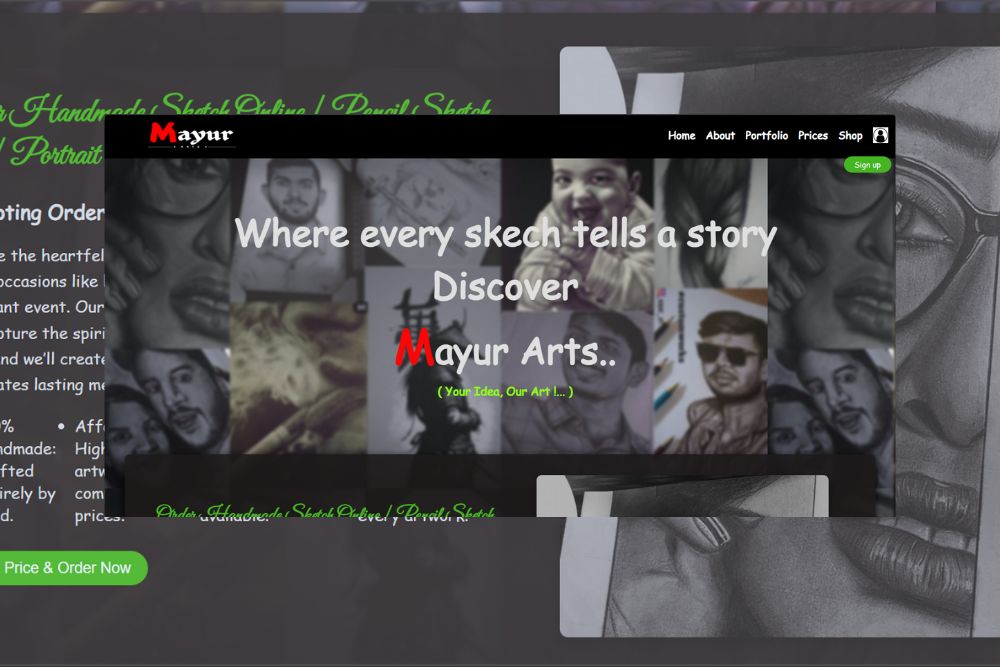 Handmade Sketch Online | Pencil Sketch
| Portrait
pting Order
e the heartfel
occasions like
ant event. Our
pture the spiri
nd we'll create
ates lasting me
%
ndmade:
fted
irely by
d.
• Aff
High
artw
com
prices.
available.
every artwork.
Price & Order Now
Mayur
Home About Portfolio Prices Shop
Sign up
Where every skech tells a story
Discover
Mayur Arts..
( Your Idea, Our Art !... )
Order Handmade Sketch Online | Pencil Sketch